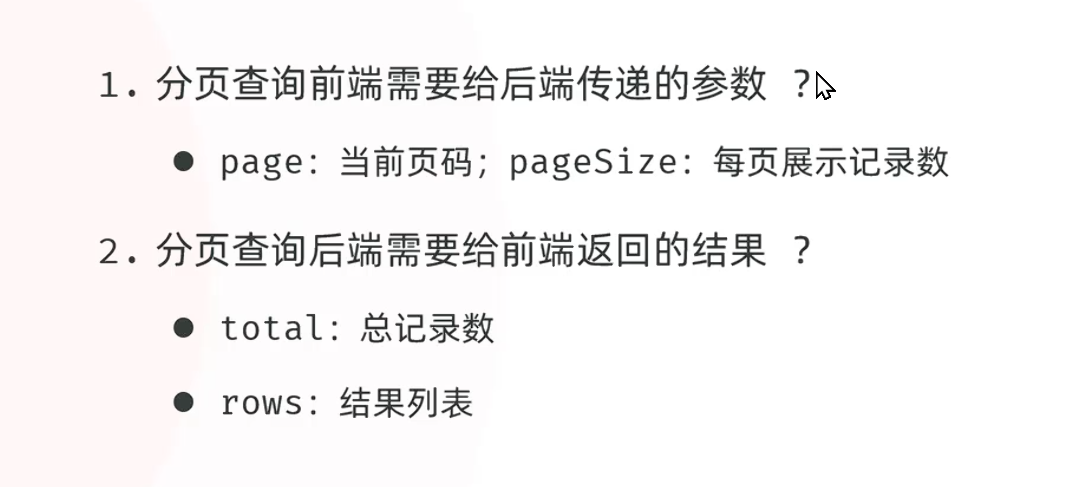 1. 分页查询前端需要给后端传递的参数 ?
● page: 当前页码; pageSize: 每页展示记录数
2. 分页查询后端需要给前端返回的结果 ?
● total: 总记录数
● rows: 结果列表